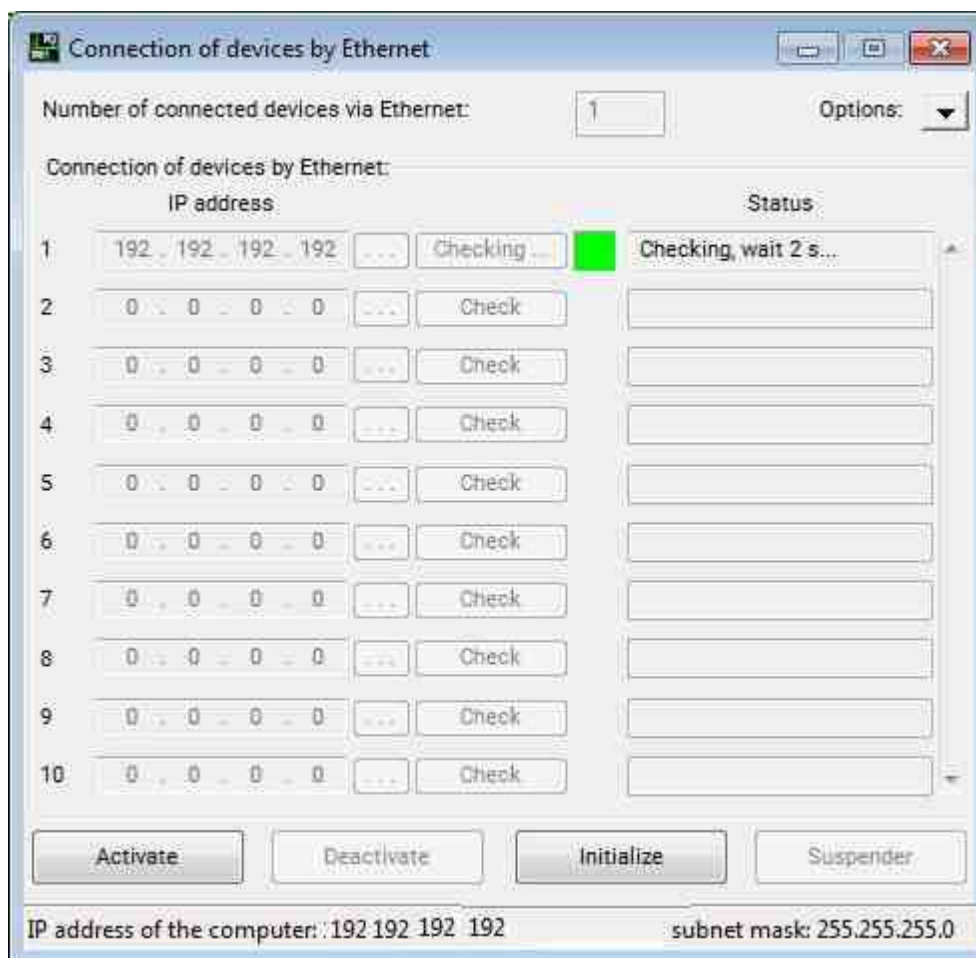 Connection of devices by Ethernet
Number of connected devices via Ethernet: 1 Options:
Connection of devices by Ethernet:
IP address Status
1 192 . 192 . 192 . 192 ... Checking ... Checking, wait 2 s...
2 0 . 0 . 0 . 0 ... Check
3 0 . 0 . 0 . 0 ... Check
4 0 . 0 . 0 . 0 ... Check
5 0 . 0 . 0 . 0 ... Check
6 0 . 0 . 0 . 0 ... Check
7 0 . 0 . 0 . 0 ... Check
8 0 . 0 . 0 . 0 ... Check
9 0 . 0 . 0 . 0 ... Check
10 0 . 0 . 0 . 0 ... Check
Activate Deactivate Initialize Suspender
IP address of the computer: 192 192 192 192 subnet mask: 255.255.255.0